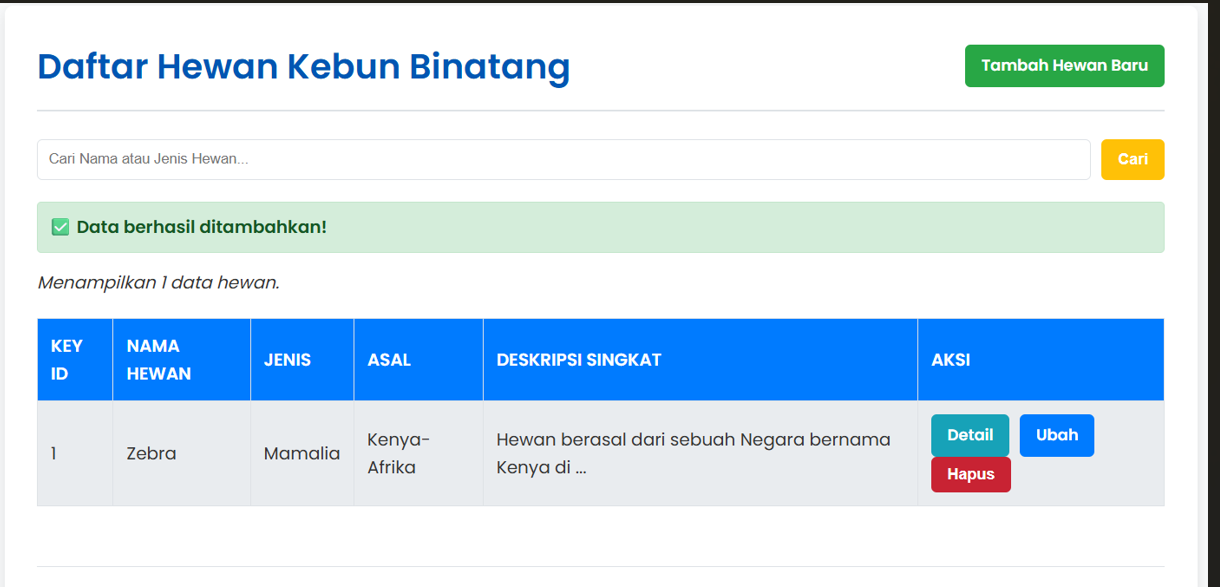 Daftar Hewan Kebun Binatang
Tambah Hewan Baru
Cari Nama atau Jenis Hewan...
Cari
✅ Data berhasil ditambahkan!
Menampilkan 1 data hewan.
KEY ID
NAMA HEWAN
JENIS
ASAL
DESKRIPSI SINGKAT
AKSI
1
Zebra
Mamalia
Kenya-
Afrika
Hewan berasal dari sebuah Negara bernama
Kenya di ...
Detail
Ubah
Hapus